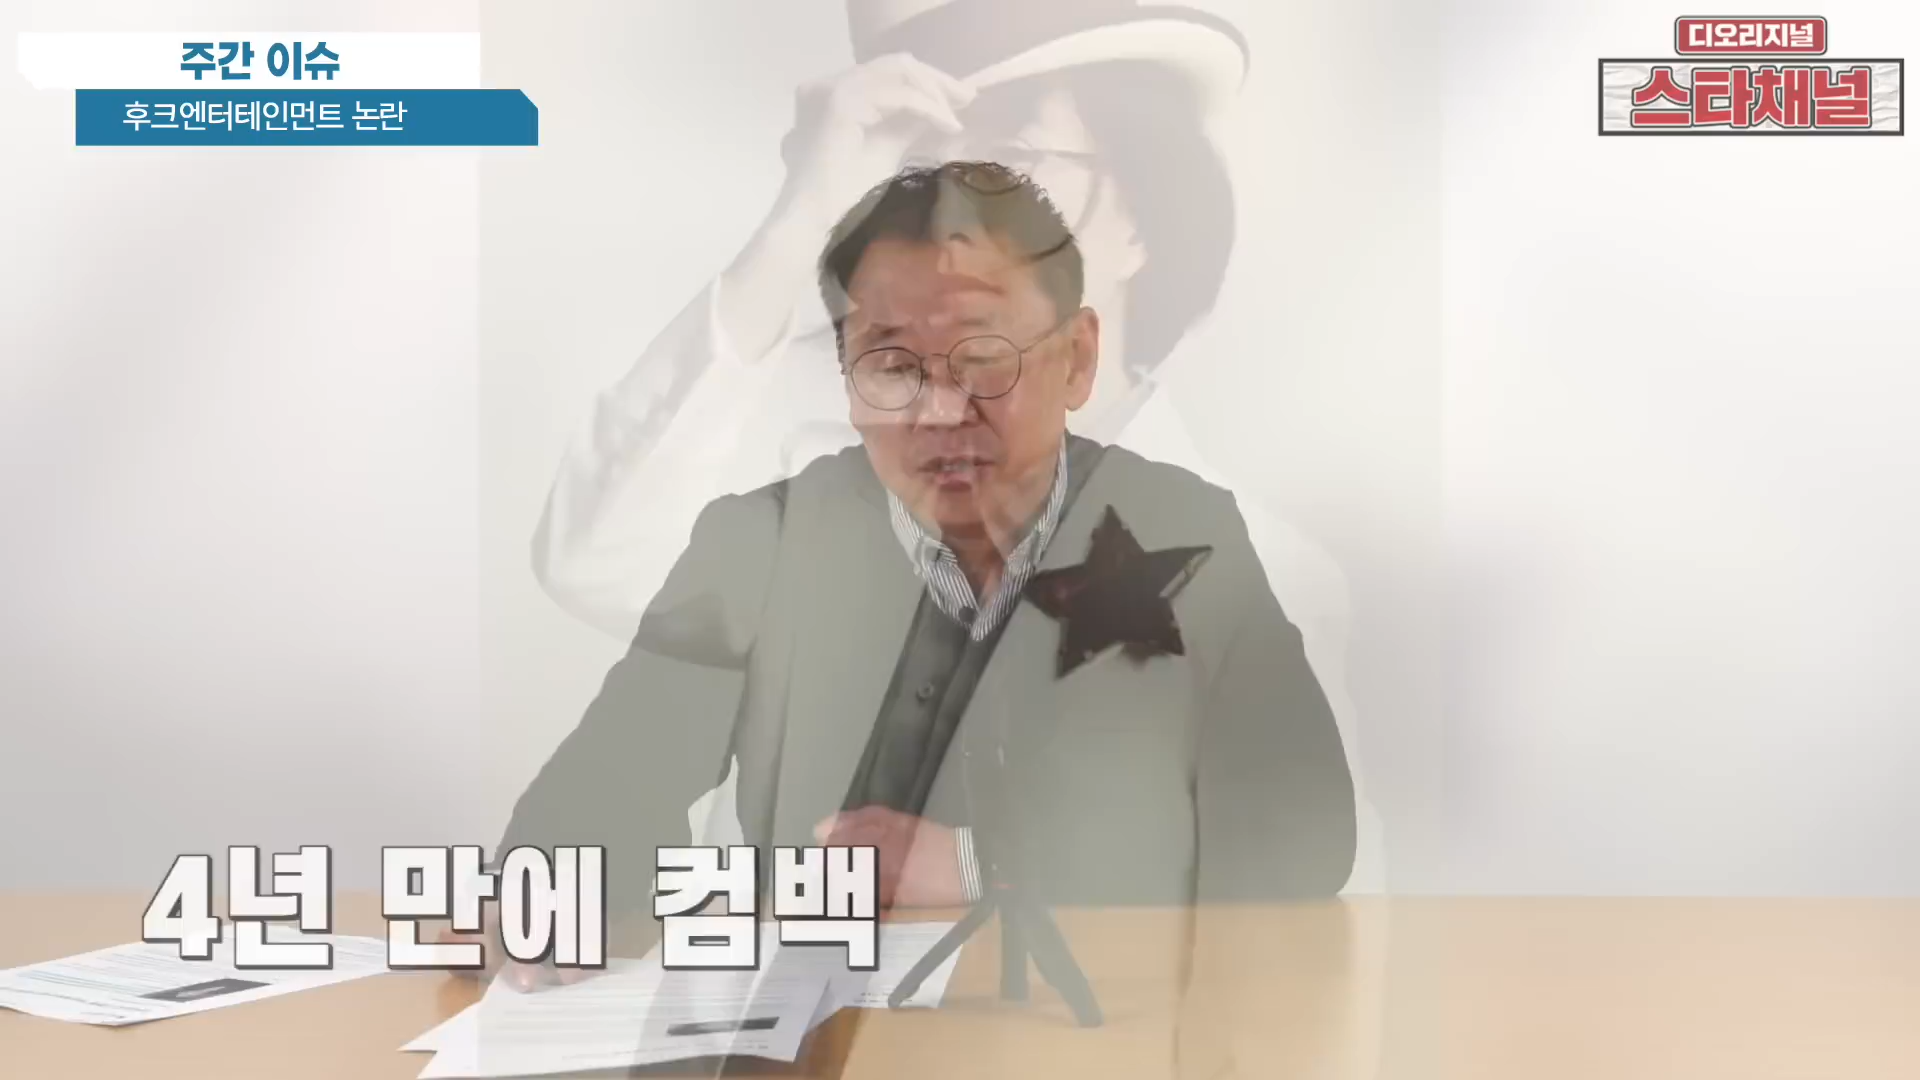 주간 이슈
후크엔터테인먼트 논란
디오리지널
스타채널
4년 만에 컴백